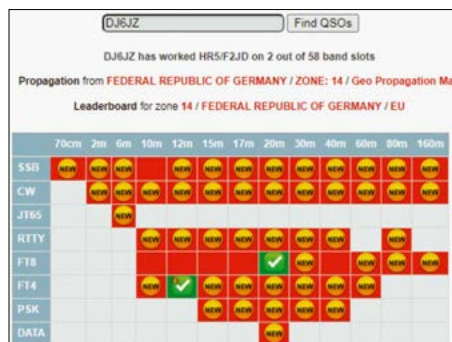 DJ6JZ Find QSOs
DJ6JZ has worked HR5/F2JD on 2 out of 58 band slots
Propagation from FEDERAL REPUBLIC OF GERMANY / ZONE: 14 / Geo Propagation Ma
Leaderboard for zone 14 / FEDERAL REPUBLIC OF GERMANY / EU
70cm 2m 6m 10m 12m 15m 17m 20m 30m 40m 60m 80m 160m
SSB NEW NEW NEW NEW NEW NEW NEW NEW NEW NEW NEW NEW
CW NEW NEW NEW NEW NEW NEW NEW NEW NEW NEW NEW NEW
JT65 NEW
RTTY NEW NEW NEW NEW NEW NEW NEW NEW
FT8 NEW NEW NEW NEW
FT4 NEW NEW NEW NEW NEW NEW NEW
PSK NEW NEW NEW NEW NEW
DATA NEW